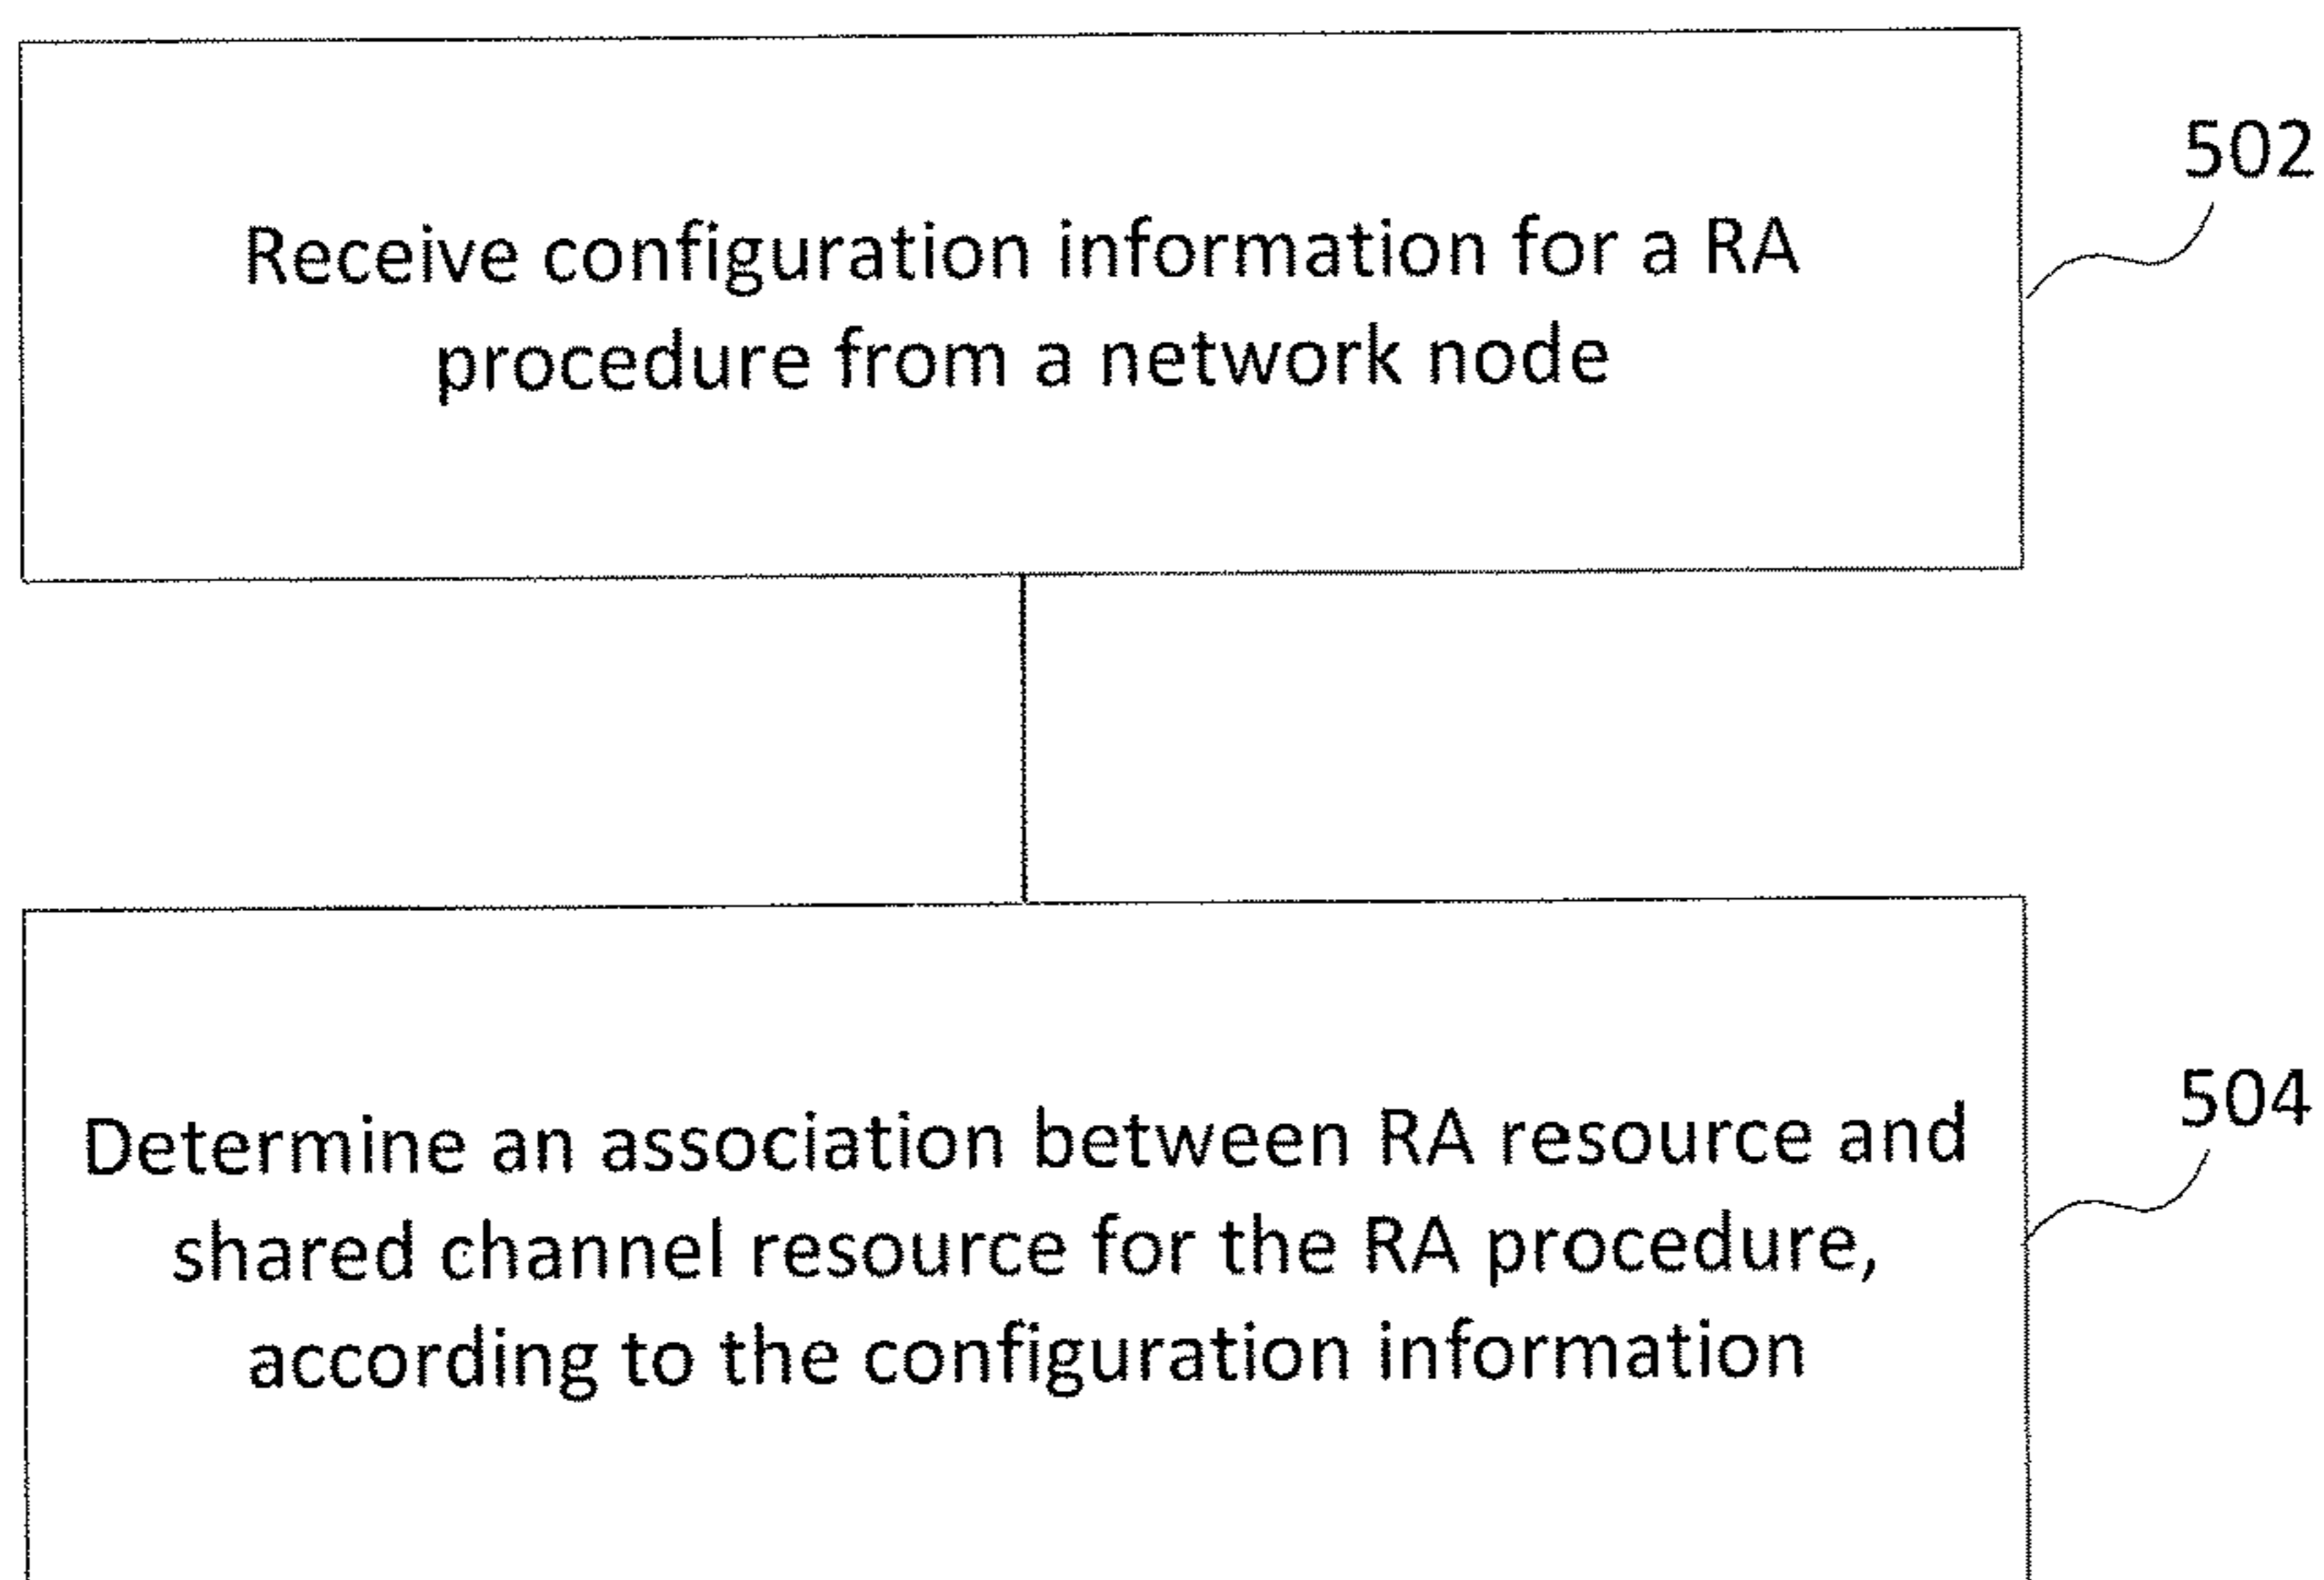 502
Receive configuration information for a RA
procedure from a network node
504
Determine an association between RA resource and
shared channel resource for the RA procedure,
according to the configuration information